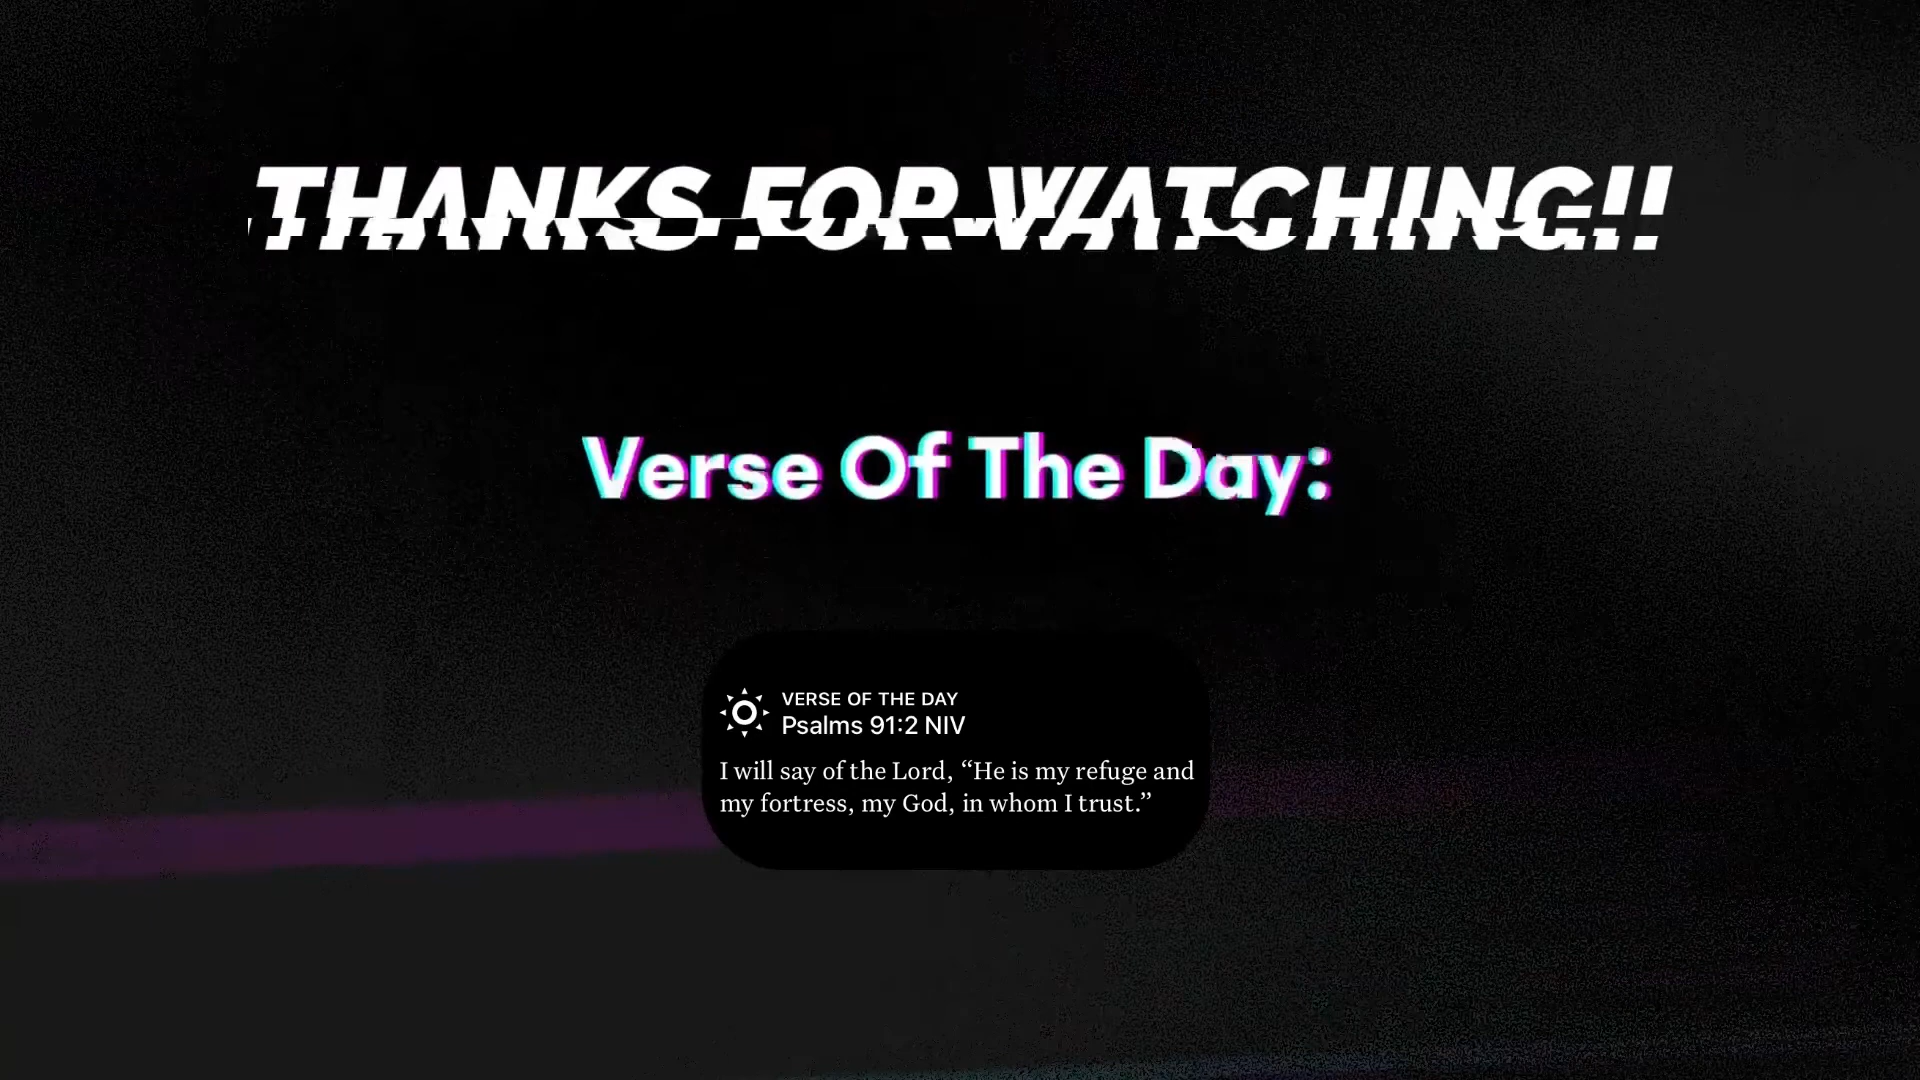 THANKS FOR WATCHING!!
Verse Of The Day:
VERSE OF THE DAY
Psalms 91:2 NIV
I will say of the Lord, “He is my refuge and
my fortress, my God, in whom I trust.”